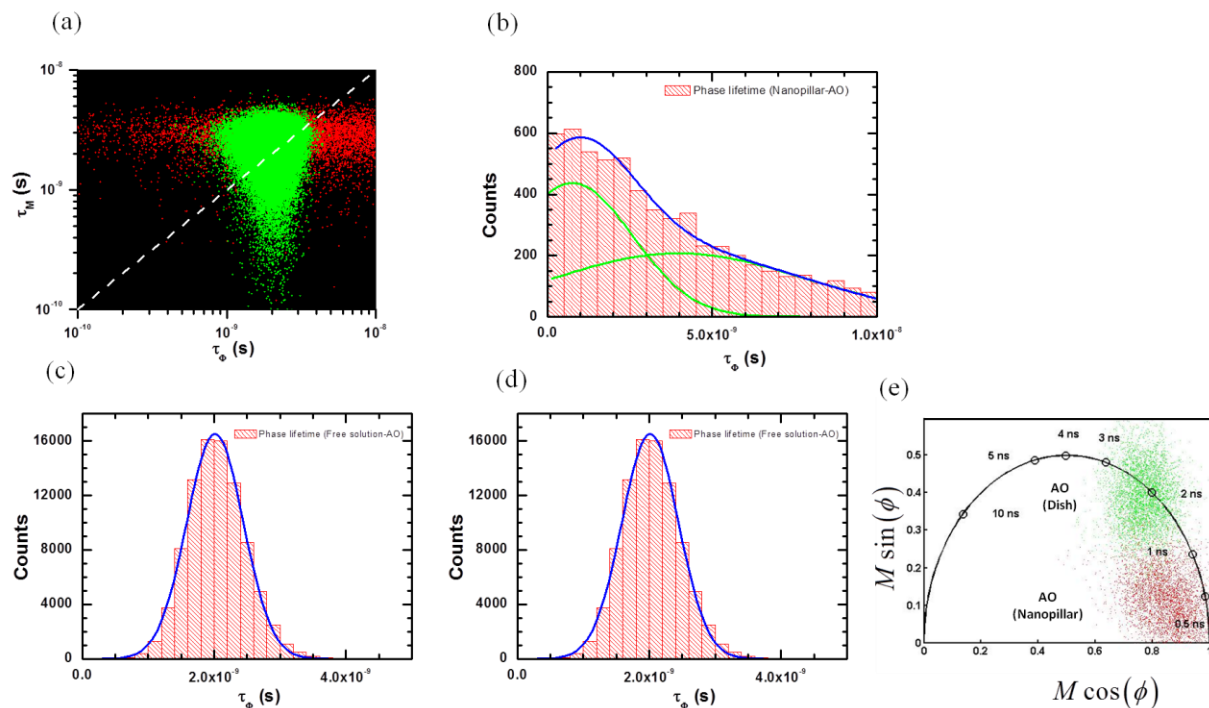 (a)
10⁻⁸
10⁻⁹
10⁻¹⁰
τ_M (s)
10⁻¹⁰
10⁻⁹
10⁻⁸
τ_Φ (s)
(b)
800
600
400
200
0
Counts
Phase lifetime (Nanopillar-AO)
0.0
5.0x10⁻⁹
1.0x10⁻⁸
τ_Φ (s)
(c)
16000
12000
8000
4000
0
Counts
Phase lifetime (Free solution-AO)
0.0
2.0x10⁻⁹
4.0x10⁻⁹
τ_Φ (s)
(d)
16000
12000
8000
4000
0
Counts
Phase lifetime (Free solution-AO)
0.0
2.0x10⁻⁹
4.0x10⁻⁹
τ_Φ (s)
(e)
0.5
0.4
0.3
0.2
0.1
0
M sin(ϕ)
4 ns
3 ns
5 ns
2 ns
10 ns
1 ns
0.5 ns
AO
(Dish)
AO
(Nanopillar)
0
0.2
0.4
0.6
0.8
1
M cos(ϕ)